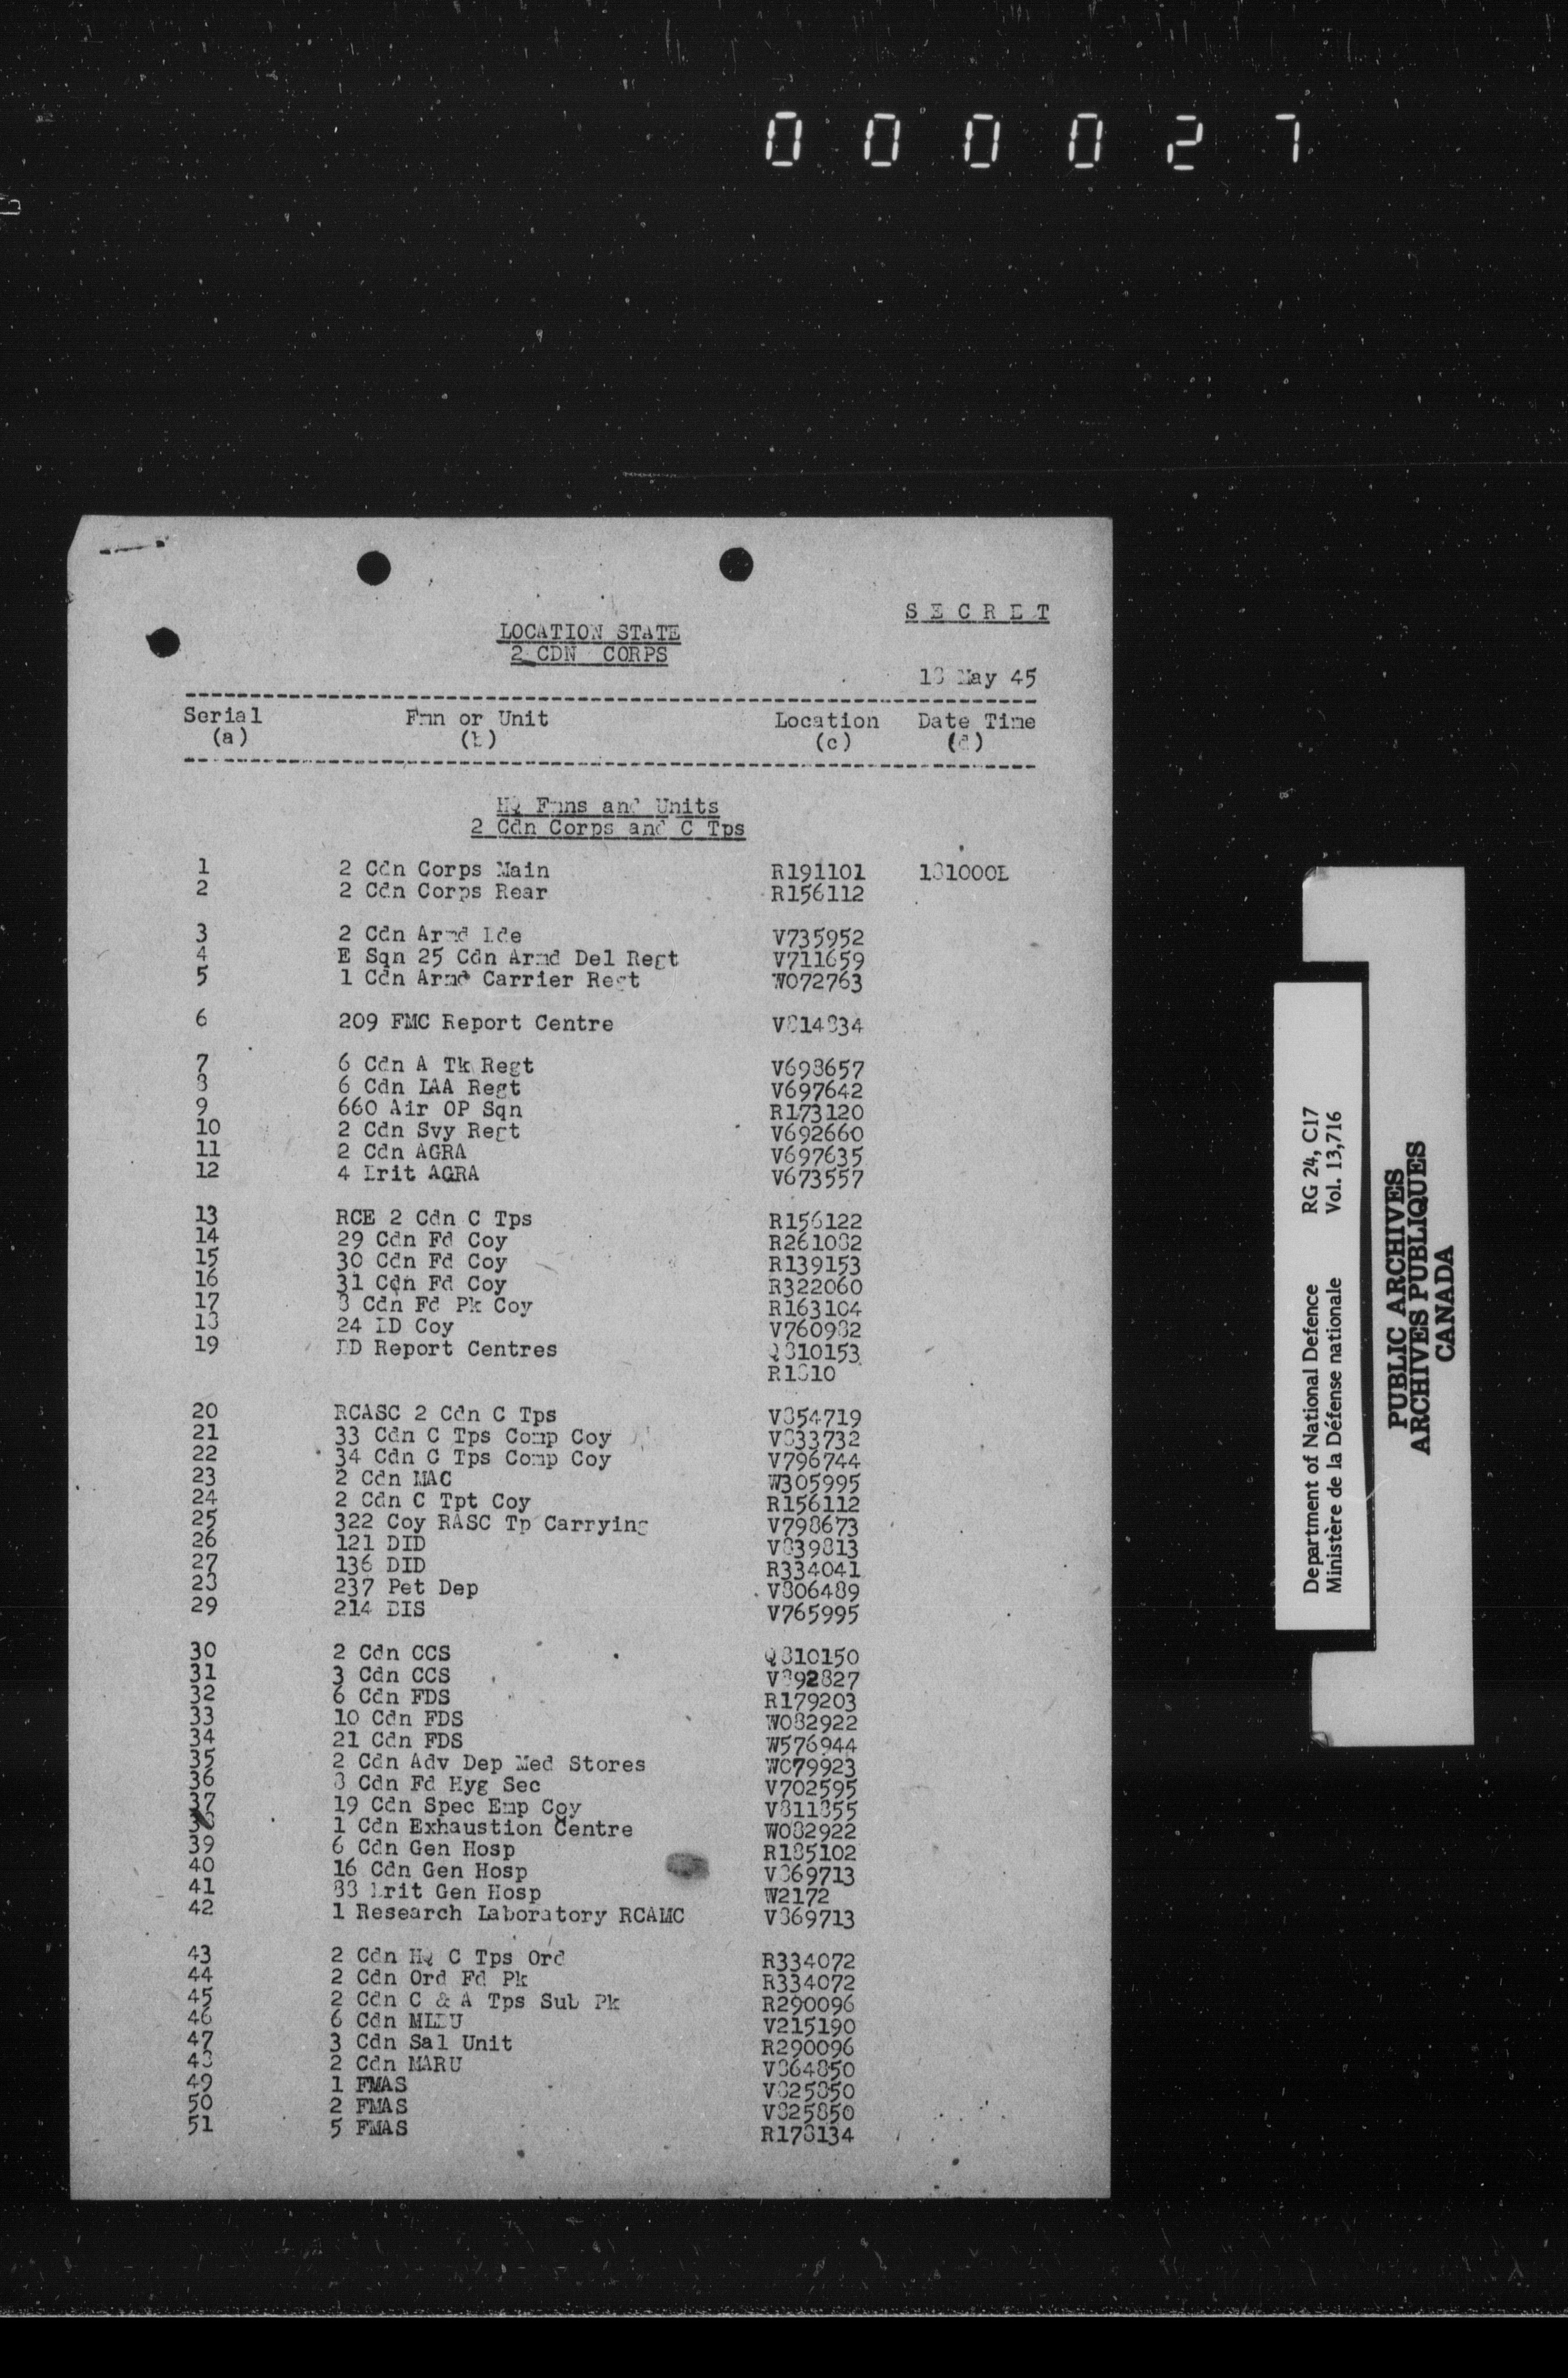 0 0 0 0 2 7
S E C R E T
LOCATION STATE
2 CDN CORPS
18 May 45
Serial Fmn or Unit Location Date Time
(a) (b) (c) (d)
HQ Fmns and Units
2 Cdn Corps and C Tps
1 2 Cdn Corps Main R191101 181000L
2 2 Cdn Corps Rear R156112
3 2 Cdn Armd Bde V735952
4 E Sqn 25 Cdn Armd Del Regt V711659
5 1 Cdn Armd Carrier Regt W072763
6 209 FMC Report Centre V814834
7 6 Cdn A Tk Regt V698657
8 6 Cdn LAA Regt V697642
9 660 Air OP Sqn R173120
10 2 Cdn Svy Regt V692660
11 2 Cdn AGRA V697635
12 4 Brit AGRA V673557
13 RCE 2 Cdn C Tps R156122
14 29 Cdn Fd Coy R261082
15 30 Cdn Fd Coy R139153
16 31 Cdn Fd Coy R322060
17 8 Cdn Fd Pk Coy R163104
18 24 BD Coy V760982
19 BD Report Centres Q810153
R1810
20 RCASC 2 Cdn C Tps V854719
21 33 Cdn C Tps Comp Coy V833732
22 34 Cdn C Tps Comp Coy V796744
23 2 Cdn MAC W305995
24 2 Cdn C Tpt Coy R156112
25 322 Coy RASC Tp Carrying V798673
26 121 DID V839813
27 136 DID R334041
28 237 Pet Dep V806489
29 214 DIS V765995
30 2 Cdn CCS Q810150
31 3 Cdn CCS V892827
32 6 Cdn FDS R179203
33 10 Cdn FDS W082922
34 21 Cdn FDS W576944
35 2 Cdn Adv Dep Med Stores W079923
36 8 Cdn Fd Hyg Sec V702595
37 19 Cdn Spec Emp Coy V811855
38 1 Cdn Exhaustion Centre W082922
39 6 Cdn Gen Hosp R185102
40 16 Cdn Gen Hosp V869713
41 88 Brit Gen Hosp W2172
42 1 Research Laboratory RCAMC V869713
43 2 Cdn HQ C Tps Ord R334072
44 2 Cdn Ord Fd Pk R334072
45 2 Cdn C & A Tps Sub Pk R290096
46 6 Cdn MLBU V215190
47 3 Cdn Sal Unit R290096
48 2 Cdn MARU V864850
49 1 FMAS V825850
50 2 FMAS V825850
51 5 FMAS R178134
Department of National Defence RG 24, C17
Ministère de la Défense nationale Vol. 13,716
PUBLIC ARCHIVES
ARCHIVES PUBLIQUES
CANADA